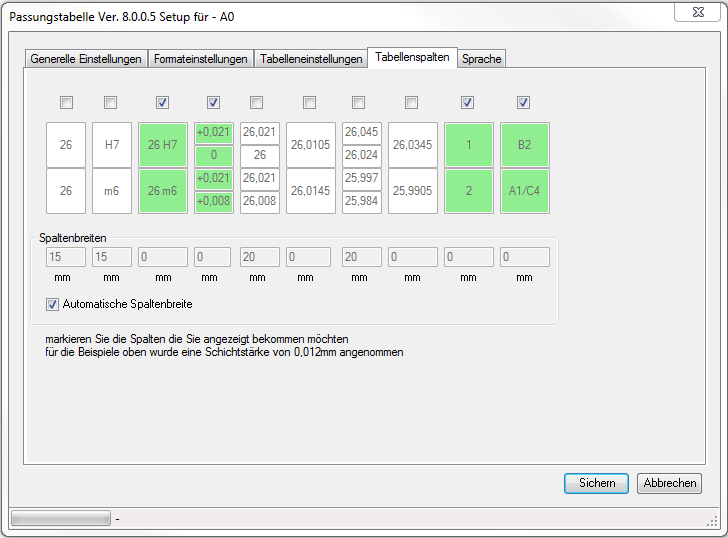 Passungstabelle Ver. 8.0.0.5 Setup für - A0
Generelle Einstellungen Formateinstellungen Tabelleneinstellungen Tabellenspalten Sprache
+0,021 26,021 26,045
26 H7 26 H7 26,0105 26,0345 1 B2
0 26 26,024
+0,021 26,021 25,997
26 m6 26 m6 26,0145 25,9905 2 A1/C4
+0,008 26,008 25,984
Spaltenbreiten
15 15 0 0 20 0 20 0 0 0
mm mm mm mm mm mm mm mm mm mm
Automatische Spaltenbreite
markieren Sie die Spalten die Sie angezeigt bekommen möchten
für die Beispiele oben wurde eine Schichtstärke von 0,012mm angenommen
Sichern Abbrechen
-